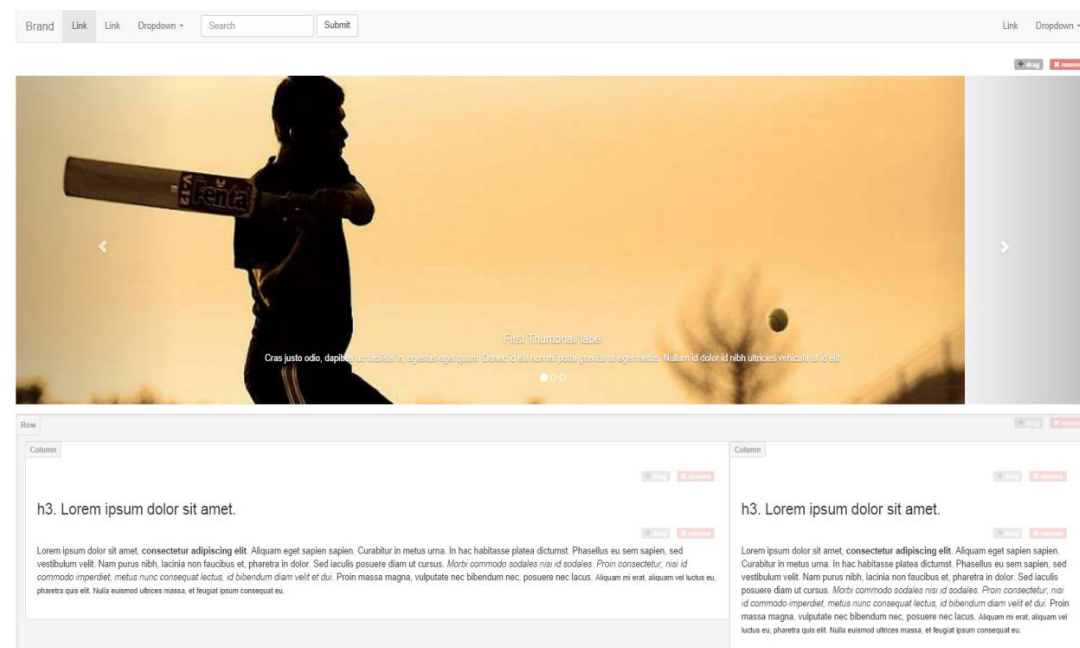 Brand Link Link Dropdown Search Submit Link Dropdown
drag remove
V-12 Fenta
First Thumbnail label
Cras justo odio, dapibus ac facilisis in, egestas eget quam. Donec id elit non mi porta gravida at eget metus. Nullam id dolor id nibh ultricies vehicula ut id elit.
Row drag remove
Column
drag remove
h3. Lorem ipsum dolor sit amet.
drag remove
Lorem ipsum dolor sit amet, consectetur adipiscing elit. Aliquam eget sapien sapien. Curabitur in metus urna. In hac habitasse platea dictumst. Phasellus eu sem sapien, sed
vestibulum velit. Nam purus nibh, lacinia non faucibus et, pharetra in dolor. Sed iaculis posuere diam ut cursus. Morbi commodo sodales nisi id sodales. Proin consectetur, nisi id
commodo imperdiet, metus nunc consequat lectus, id bibendum diam velit et dui. Proin massa magna, vulputate nec bibendum nec, posuere nec lacus. Aliquam mi erat, aliquam vel luctus eu,
pharetra quis elit. Nulla euismod ultrices massa, et feugiat ipsum consequat eu.
Column
drag remove
h3. Lorem ipsum dolor sit amet.
drag remove
Lorem ipsum dolor sit amet, consectetur adipiscing elit. Aliquam eget sapien sapien.
Curabitur in metus urna. In hac habitasse platea dictumst. Phasellus eu sem sapien, sed
vestibulum velit. Nam purus nibh, lacinia non faucibus et, pharetra in dolor. Sed iaculis
posuere diam ut cursus. Morbi commodo sodales nisi id sodales. Proin consectetur, nisi
id commodo imperdiet, metus nunc consequat lectus, id bibendum diam velit et dui. Proin
massa magna, vulputate nec bibendum nec, posuere nec lacus. Aliquam mi erat, aliquam vel
luctus eu, pharetra quis elit. Nulla euismod ultrices massa, et feugiat ipsum consequat eu.